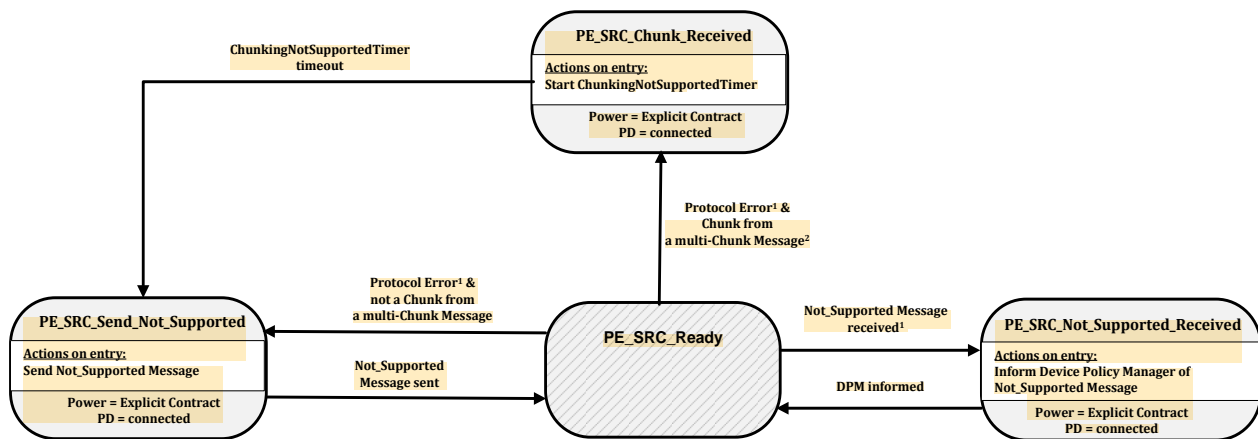 PE_SRC_Chunk_Received
Actions on entry:
Start ChunkingNotSupportedTimer
Power = Explicit Contract
PD = connected
ChunkingNotSupportedTimer
timeout
Protocol Error¹ &
Chunk from
a multi-Chunk Message²
Protocol Error¹ &
not a Chunk from
a multi-Chunk Message
PE_SRC_Send_Not_Supported
Actions on entry:
Send Not_Supported Message
Power = Explicit Contract
PD = connected
Not_Supported
Message sent
PE_SRC_Ready
Not_Supported Message
received¹
DPM informed
PE_SRC_Not_Supported_Received
Actions on entry:
Inform Device Policy Manager of
Not_Supported Message
Power = Explicit Contract
PD = connected